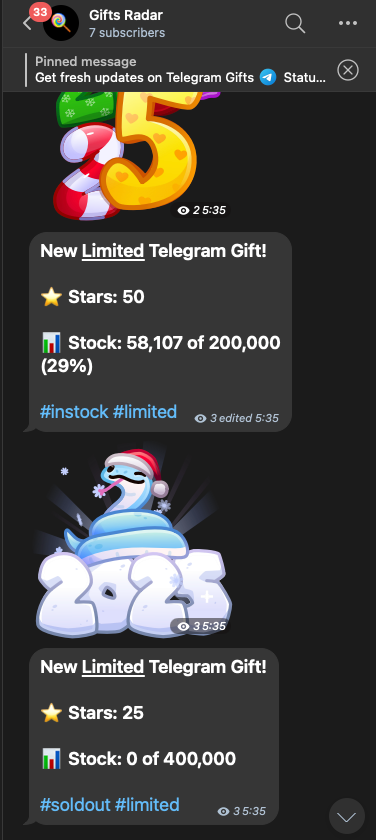 33
Gifts Radar
7 subscribers
Pinned message
Get fresh updates on Telegram Gifts Statu...
25
2 5:35
New Limited Telegram Gift!
⭐ Stars: 50
📊 Stock: 58,107 of 200,000
(29%)
#instock #limited
3 edited 5:35
2025
3 5:35
New Limited Telegram Gift!
⭐ Stars: 25
📊 Stock: 0 of 400,000
#soldout #limited
3 5:35